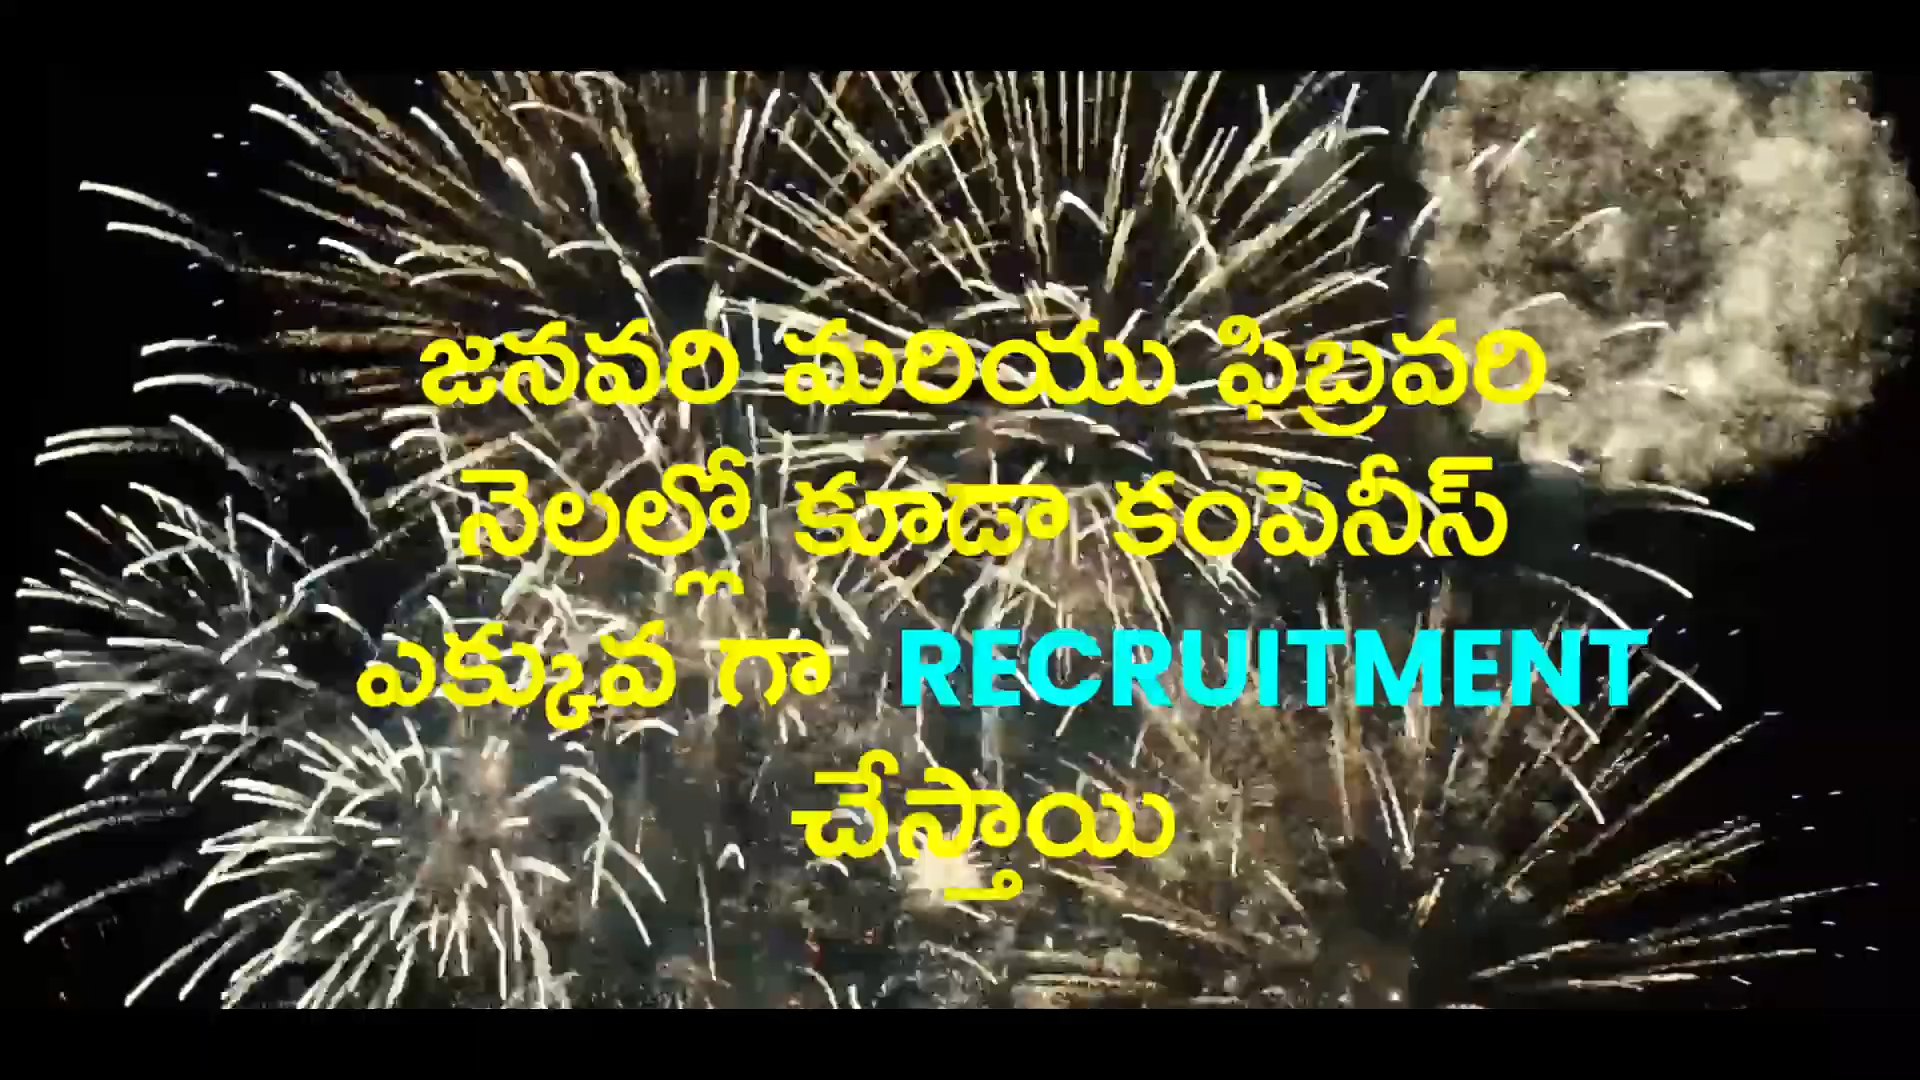 జనవరి మరియు ఫిబ్రవరి
నెలల్లో కూడా కంపెనీస్
ఎక్కువ గా RECRUITMENT
చేస్తాయి